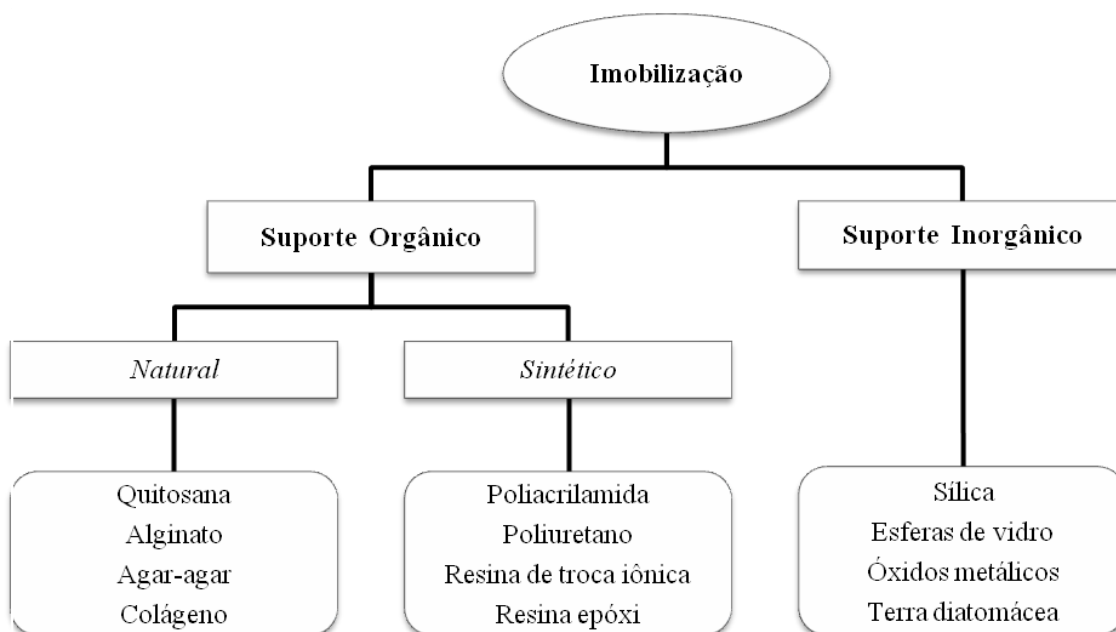 Imobilização
Suporte Orgânico
Suporte Inorgânico
Natural
Sintético
Quitosana
Alginato
Agar-agar
Colágeno
Poliacrilamida
Poliuretano
Resina de troca iônica
Resina epóxi
Sílica
Esferas de vidro
Óxidos metálicos
Terra diatomácea